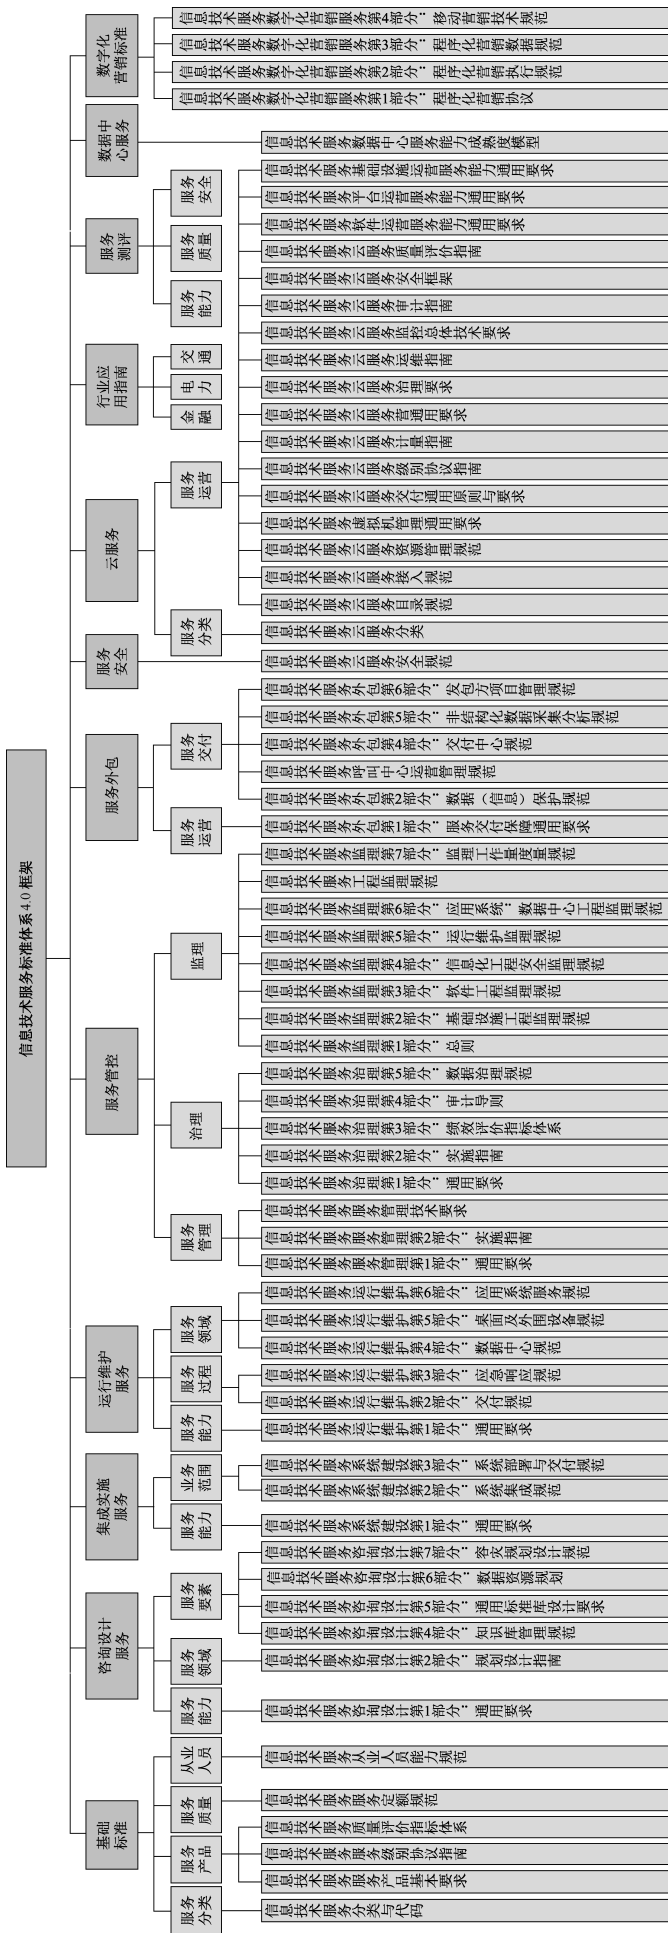 信息技术服务标准体系4.0框架
基础
标准
咨询设计
服务
集成实施
服务
运行维护
服务
服务管控
服务外包
服务
安全
云服务
行业应
用指南
服务
测评
数据中
心服务
数字化
营销标准
服务
分类
服务
产品
服务
质量
从业
人员
服务
能力
服务
领域
服务
要素
服务
能力
业务
范围
服务
能力
服务
过程
服务
领域
服务
管理
治理
监理
服务
运营
服务
交付
服务
分类
服务
运营
金
融
电
力
交
通
服务
能力
服务
质量
服务
安全
信息技术服务分类与代码
信息技术服务服务产品基本要求
信息技术服务服务级别协议指南
信息技术服务质量评价指标体系
信息技术服务服务定额规范
信息技术服务从业人员能力规范
信息技术服务咨询设计第1部分：通用要求
信息技术服务咨询设计第2部分：规划设计指南
信息技术服务咨询设计第4部分：知识库管理规范
信息技术服务咨询设计第5部分：通用标准库设计要求
信息技术服务咨询设计第6部分：数据资源规划
信息技术服务咨询设计第7部分：容灾规划设计规范
信息技术服务系统建设第1部分：通用要求
信息技术服务系统建设第2部分：系统集成规范
信息技术服务系统建设第3部分：系统部署与交付规范
信息技术服务运行维护第1部分：通用要求
信息技术服务运行维护第2部分：交付规范
信息技术服务运行维护第3部分：应急响应规范
信息技术服务运行维护第4部分：数据中心规范
信息技术服务运行维护第5部分：桌面及外围设备规范
信息技术服务运行维护第6部分：应用系统服务规范
信息技术服务服务管理第1部分：通用要求
信息技术服务服务管理第2部分：实施指南
信息技术服务服务管理技术要求
信息技术服务治理第1部分：通用要求
信息技术服务治理第2部分：实施指南
信息技术服务治理第3部分：绩效评价指标体系
信息技术服务治理第4部分：审计导则
信息技术服务治理第5部分：数据治理规范
信息技术服务监理第1部分：总则
信息技术服务监理第2部分：基础设施工程监理规范
信息技术服务监理第3部分：软件工程监理规范
信息技术服务监理第4部分：信息化工程安全监理规范
信息技术服务监理第5部分：运行维护监理规范
信息技术服务监理第6部分：应用系统：数据中心工程监理规范
信息技术服务工程监理规范
信息技术服务监理第7部分：监理工作量度量规范
信息技术服务外包第1部分：服务交付保障通用要求
信息技术服务外包第2部分：数据（信息）保护规范
信息技术服务呼叫中心运营管理规范
信息技术服务外包第4部分：交付中心规范
信息技术服务外包第5部分：非结构化数据采集分析规范
信息技术服务外包第6部分：发包方项目管理规范
信息技术服务云服务安全规范
信息技术服务云服务分类
信息技术服务云服务目录规范
信息技术服务云服务接入规范
信息技术服务云服务资源管理规范
信息技术服务虚拟机管理通用要求
信息技术服务云服务交付通用原则与要求
信息技术服务云服务级别协议指南
信息技术服务云服务计量指南
信息技术服务云服务营通用要求
信息技术服务云服务治理要求
信息技术服务云服务运维指南
信息技术服务云服务监控总体技术要求
信息技术服务云服务审计指南
信息技术服务云服务安全框架
信息技术服务云服务质量评价指南
信息技术服务软件运营服务能力通用要求
信息技术服务平台运营服务能力通用要求
信息技术服务基础设施运营服务能力通用要求
信息技术服务数据中心服务能力成熟度模型
信息技术服务数字化营销服务第1部分：程序化营销协议
信息技术服务数字化营销服务第2部分：程序化营销执行规范
信息技术服务数字化营销服务第3部分：程序化营销数据规范
信息技术服务数字化营销服务第4部分：移动营销技术规范